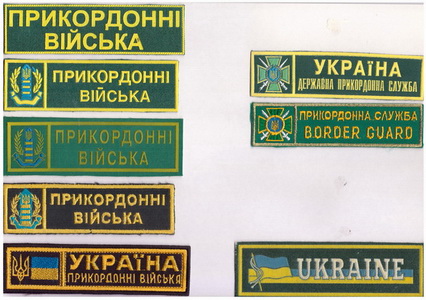 ПРИКОРДОННІ
ВІЙСЬКА
ПРИКОРДОННІ
ВІЙСЬКА
ПРИКОРДОННІ
ВІЙСЬКА
ПРИКОРДОННІ
ВІЙСЬКА
УКРАЇНА
ПРИКОРДОННІ ВІЙСЬКА
УКРАЇНА
ДЕРЖАВНА ПРИКОРДОННА СЛУЖБА
ПРИКОРДОННА СЛУЖБА
BORDER GUARD
UKRAINE